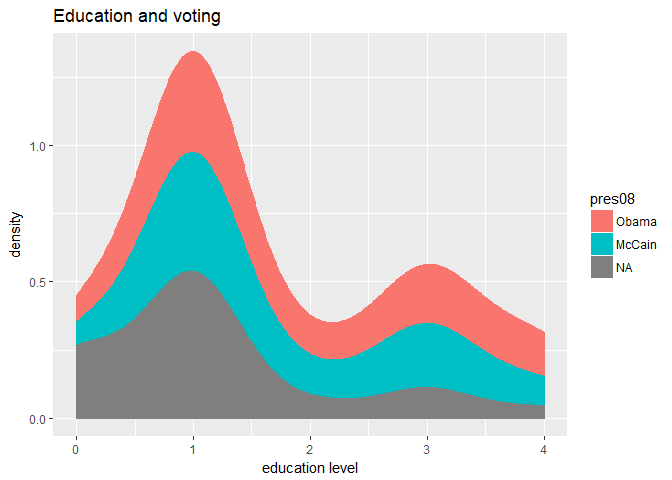 Education and voting
density
1.0
0.5
0.0
0 1 2 3 4
education level
pres08
Obama
McCain
NA